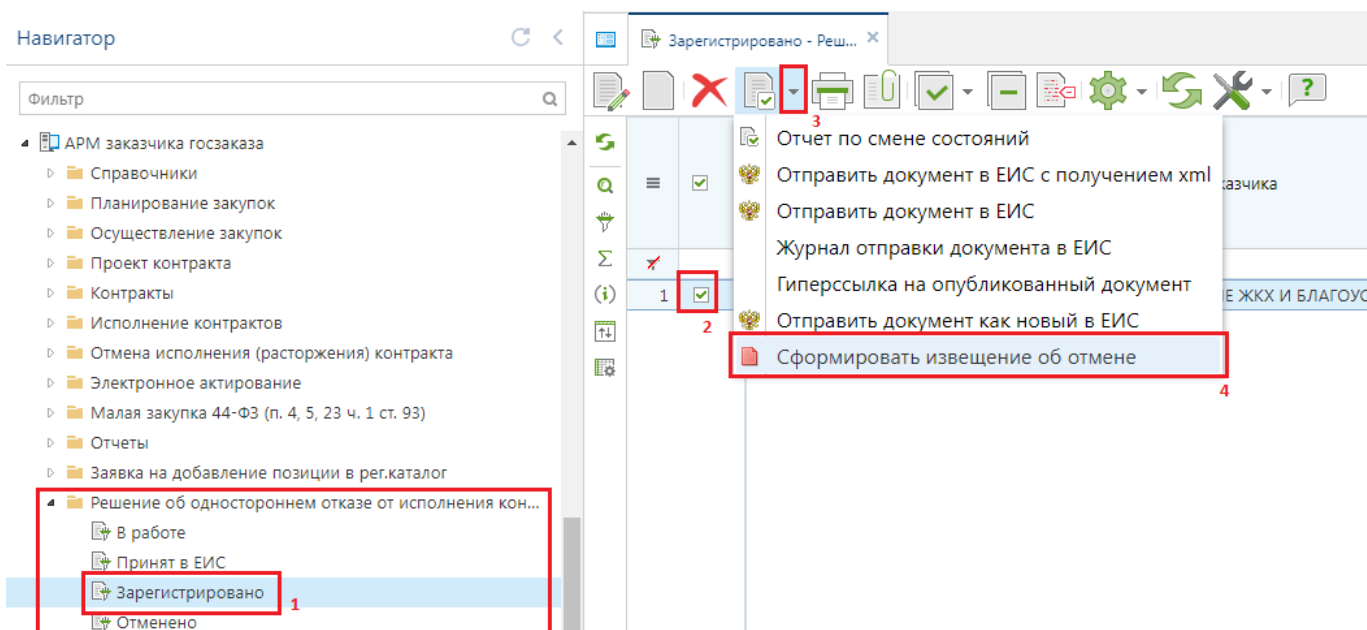 Навигатор
Фильтр
АРМ заказчика госзаказа
Справочники
Планирование закупок
Осуществление закупок
Проект контракта
Контракты
Исполнение контрактов
Отмена исполнения (расторжения) контракта
Электронное актирование
Малая закупка 44-ФЗ (п. 4, 5, 23 ч. 1 ст. 93)
Отчеты
Заявка на добавление позиции в рег.каталог
Решение об одностороннем отказе от исполнения кон...
В работе
Принят в ЕИС
Зарегистрировано
1
Отменено
Зарегистрировано - Реш...
3
Отчет по смене состояний
Отправить документ в ЕИС с получением xml
Отправить документ в ЕИС
Журнал отправки документа в ЕИС
Гиперссылка на опубликованный документ
Отправить документ как новый в ЕИС
Сформировать извещение об отмене
4
азчика
1
2
Е ЖКХ И БЛАГОУС